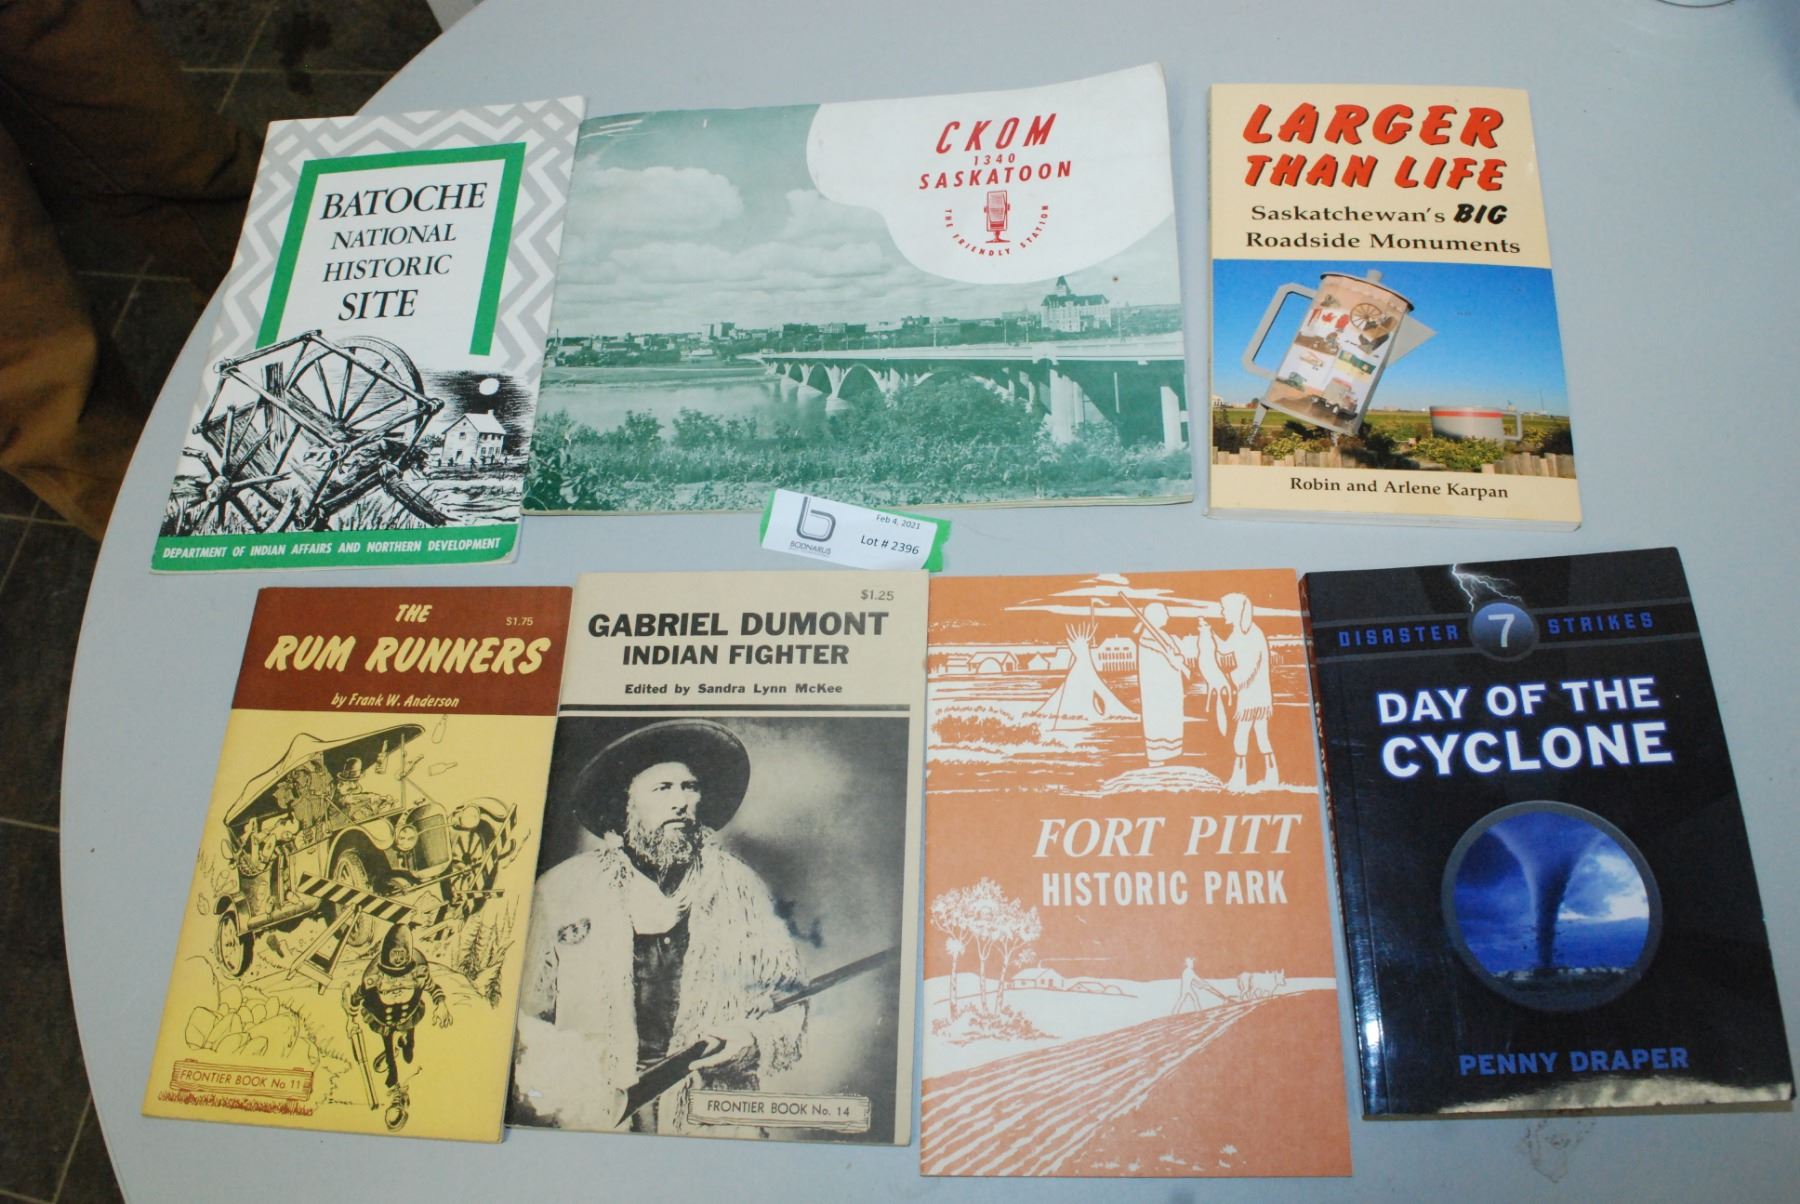 BATOCHE
NATIONAL
HISTORIC
SITE
DEPARTMENT OF INDIAN AFFAIRS AND NORTHERN DEVELOPMENT
CKOM
1340
SASKATOON
THE FRIENDLY STATION
LARGER
THAN LIFE
Saskatchewan's BIG
Roadside Monuments
Robin and Arlene Karpan
b
BODNARUS
Feb 4, 2021
Lot # 2396
THE
$1.75
RUM RUNNERS
by Frank W. Anderson
FRONTIER BOOK No 11
$1.25
GABRIEL DUMONT
INDIAN FIGHTER
Edited by Sandra Lynn McKee
FRONTIER BOOK No. 14
FORT PITT
HISTORIC PARK
DISASTER 7 STRIKES
DAY OF THE
CYCLONE
PENNY DRAPER